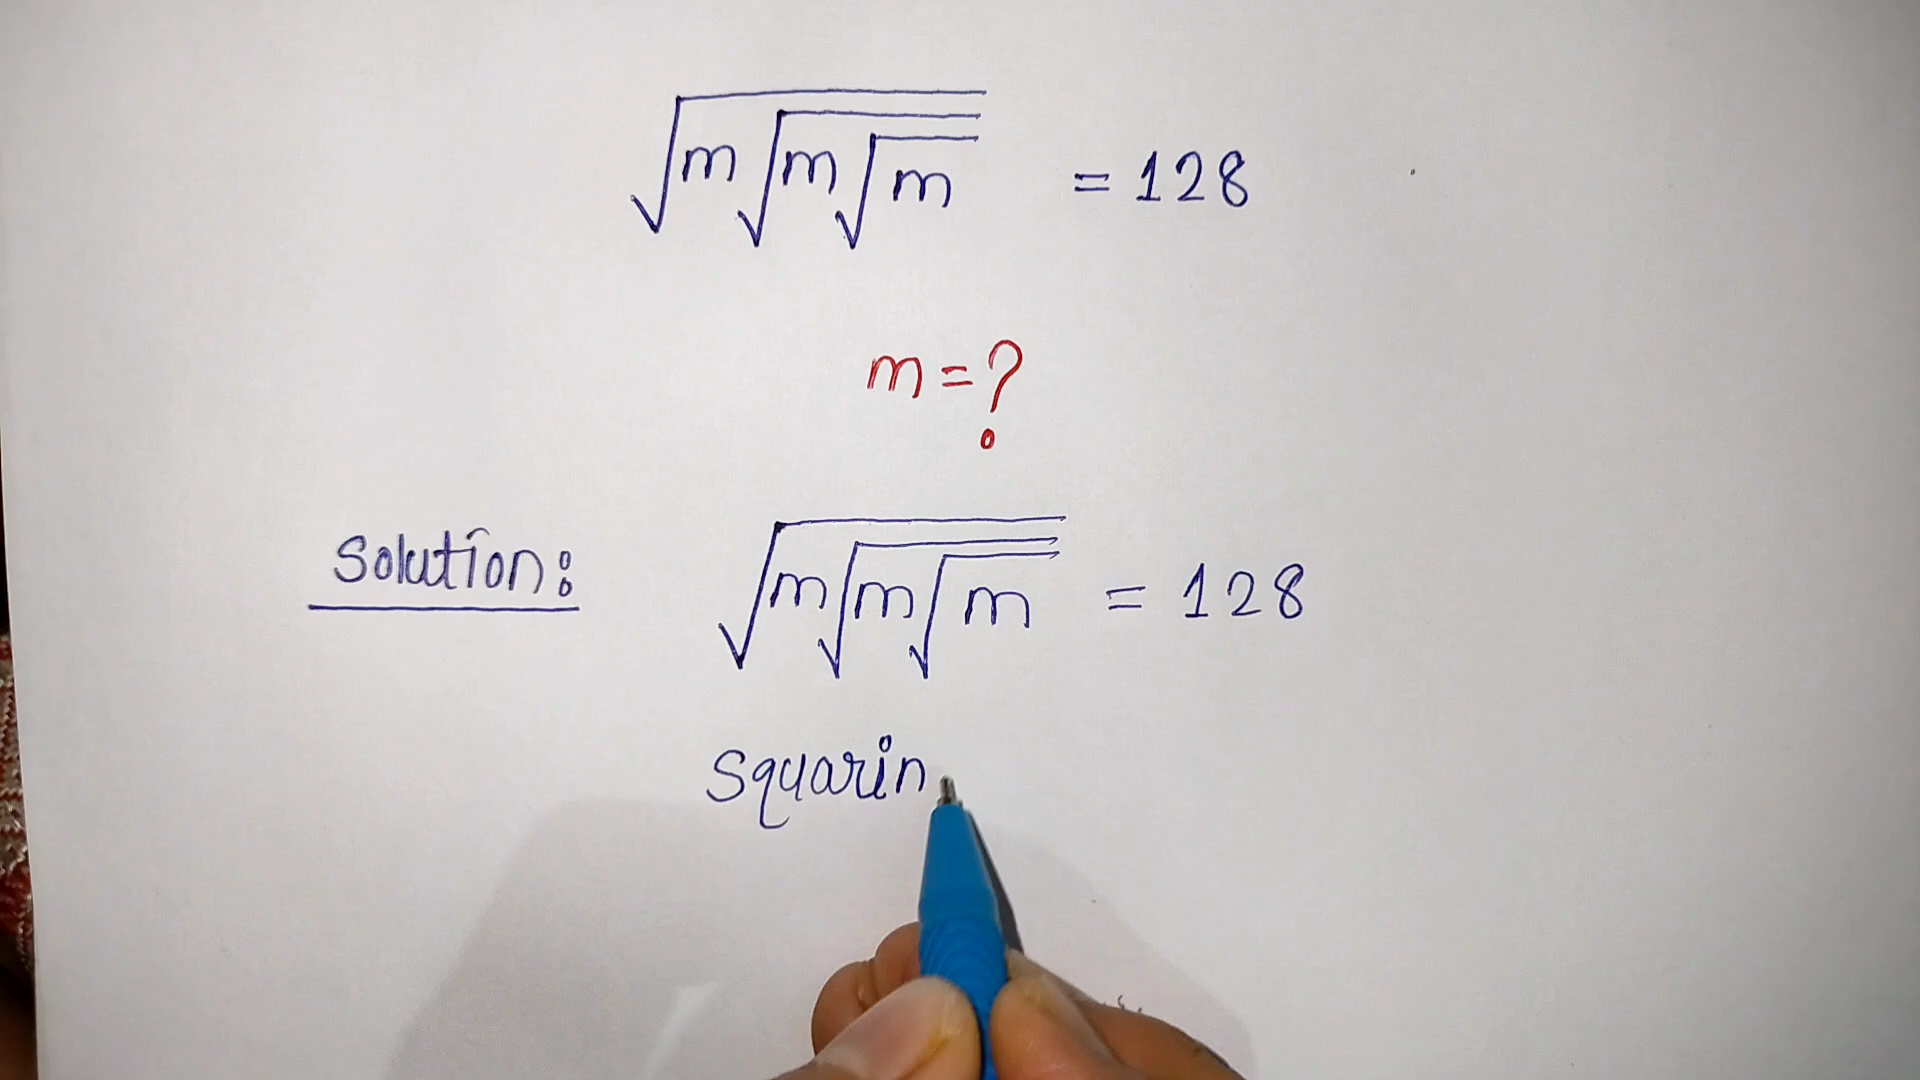 √m√m√m = 128
m = ?
Solution: √m√m√m = 128
Squarin